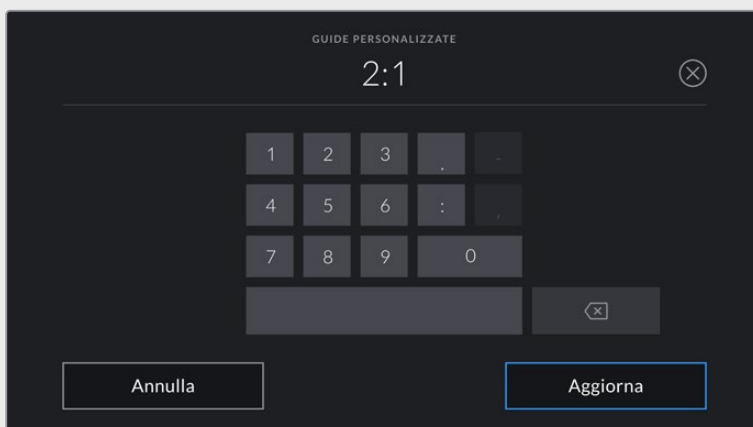 GUIDE PERSONALIZZATE
2:1
1 2 3 . -
4 5 6 : ,
7 8 9 0
Annulla Aggiorna